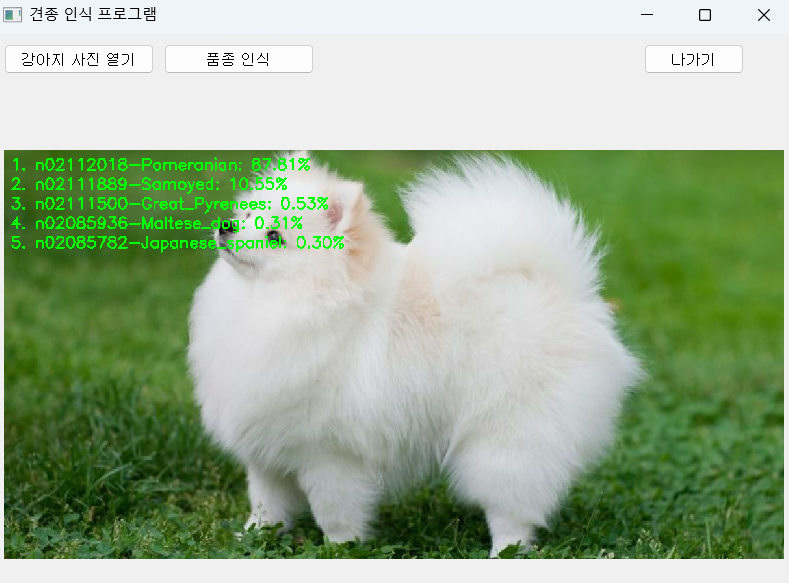 견종 인식 프로그램
강아지 사진 열기 품종 인식 나가기
1. n02112018-Pomeranian: 87.81%
2. n02111889-Samoyed: 10.55%
3. n02111500-Great_Pyrenees: 0.53%
4. n02085936-Maltese_dog: 0.31%
5. n02085782-Japanese_spaniel: 0.30%